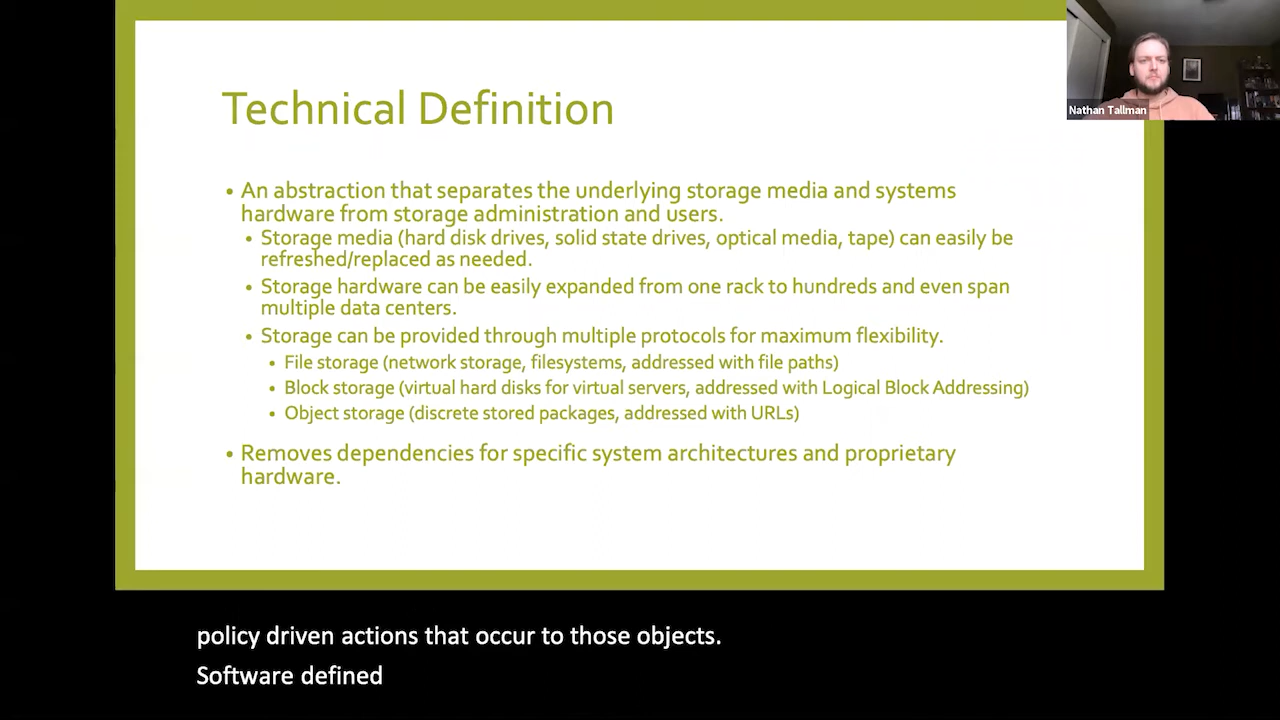 Technical Definition
Nathan Tallman
• An abstraction that separates the underlying storage media and systems
hardware from storage administration and users.
• Storage media (hard disk drives, solid state drives, optical media, tape) can easily be
refreshed/replaced as needed.
• Storage hardware can be easily expanded from one rack to hundreds and even span
multiple data centers.
• Storage can be provided through multiple protocols for maximum flexibility.
• File storage (network storage, filesystems, addressed with file paths)
• Block storage (virtual hard disks for virtual servers, addressed with Logical Block Addressing)
• Object storage (discrete stored packages, addressed with URLs)
• Removes dependencies for specific system architectures and proprietary
hardware.
policy driven actions that occur to those objects.
Software defined